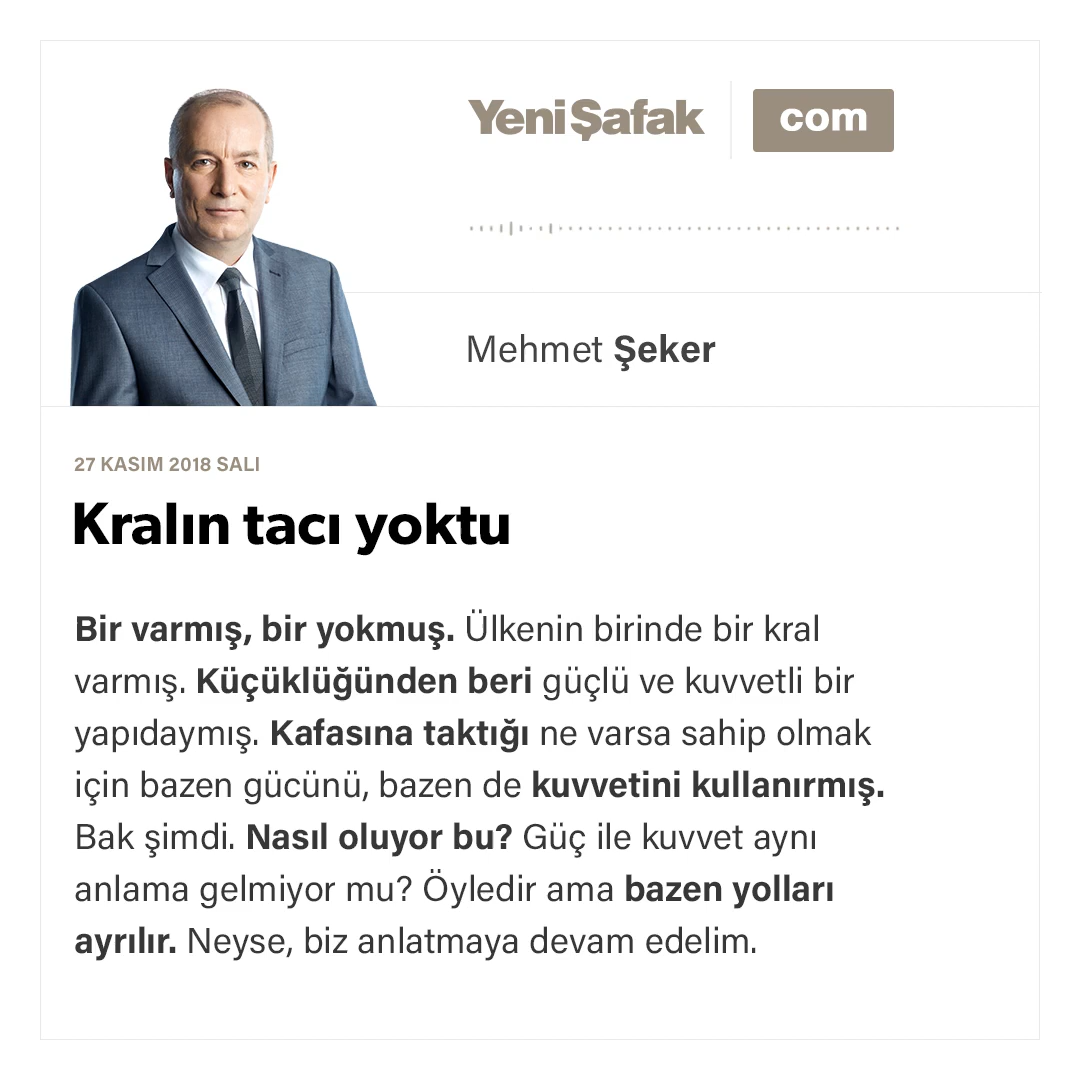 YeniŞafak com
Mehmet Şeker
27 KASIM 2018 SALI
Kralın tacı yoktu
Bir varmış, bir yokmuş. Ülkenin birinde bir kral
varmış. Küçüklüğünden beri güçlü ve kuvvetli bir
yapıdaymış. Kafasına taktığı ne varsa sahip olmak
için bazen gücünü, bazen de kuvvetini kullanırmış.
Bak şimdi. Nasıl oluyor bu? Güç ile kuvvet aynı
anlama gelmiyor mu? Öyledir ama bazen yolları
ayrılır. Neyse, biz anlatmaya devam edelim.